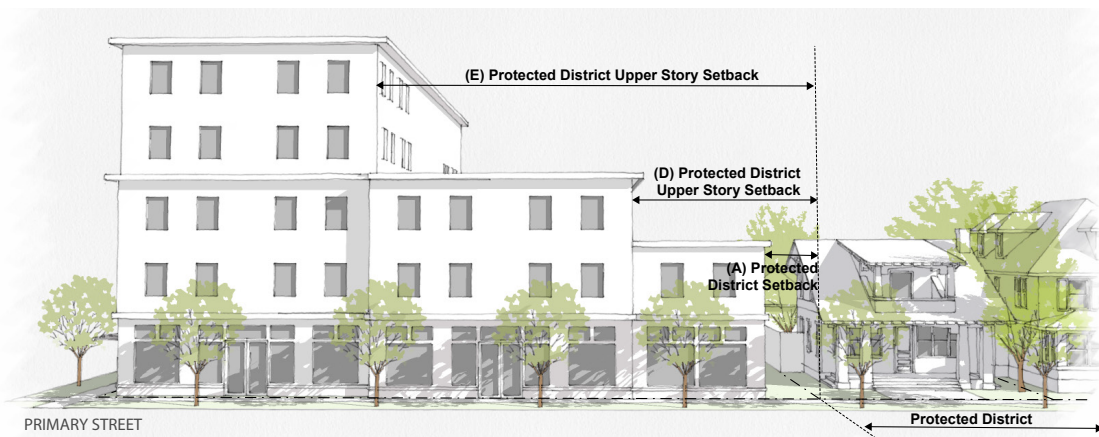 (E) Protected District Upper Story Setback
(D) Protected District
Upper Story Setback
(A) Protected
District Setback
Protected District
PRIMARY STREET